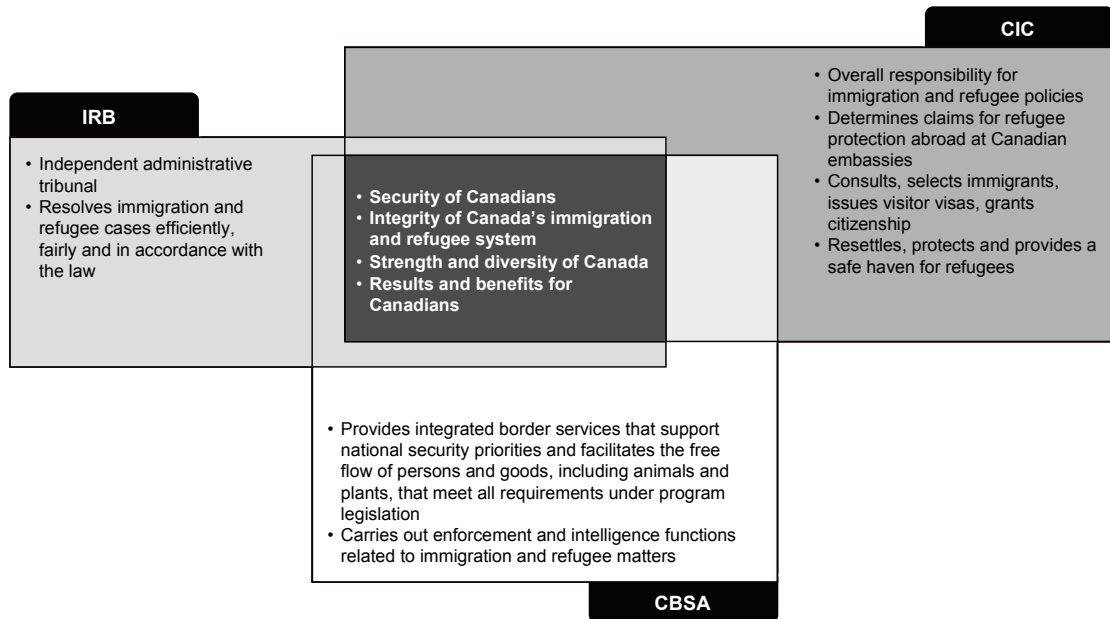 CIC
• Overall responsibility for
immigration and refugee policies
• Determines claims for refugee
protection abroad at Canadian
embassies
• Consults, selects immigrants,
issues visitor visas, grants
citizenship
• Resettles, protects and provides a
safe haven for refugees
IRB
• Independent administrative
tribunal
• Resolves immigration and
refugee cases efficiently,
fairly and in accordance with
the law
• Security of Canadians
• Integrity of Canada’s immigration
and refugee system
• Strength and diversity of Canada
• Results and benefits for
Canadians
• Provides integrated border services that support
national security priorities and facilitates the free
flow of persons and goods, including animals and
plants, that meet all requirements under program
legislation
• Carries out enforcement and intelligence functions
related to immigration and refugee matters
CBSA